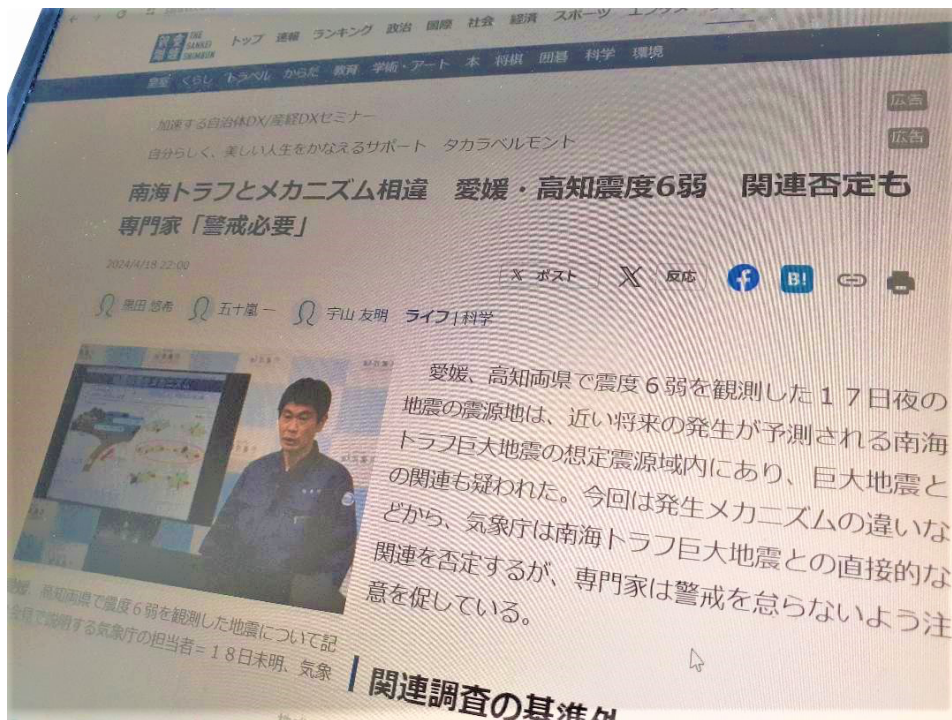 産経新聞 THE SANKEI SHIMBUN トップ 速報 ランキング 政治 国際 社会 経済 スポーツ
皇室 くらし トラベル からだ 教育 学術・アート 本 将棋 囲碁 科学 環境
広告
加速する自治体DX/産経DXセミナー
広告
自分らしく、美しい人生をかなえるサポート タカラベルモント
南海トラフとメカニズム相違 愛媛・高知震度6弱 関連否定も
専門家「警戒必要」
2024/4/18 22:00
X ポスト X 反応 B!
悠希 五十嵐 一 宇山 友明 ライフ|科学
愛媛、高知両県で震度6弱を観測した17日夜の
地震の震源地は、近い将来の発生が予測される南海
トラフ巨大地震の想定震源域内にあり、巨大地震と
の関連も疑われた。今回は発生メカニズムの違いな
どから、気象庁は南海トラフ巨大地震との直接的な
関連を否定するが、専門家は警戒を怠らないよう注
意を促している。
愛媛、高知両県で震度6弱を観測した地震について記
者会見で説明する気象庁の担当者=18日未明、気象
関連調査の基準外